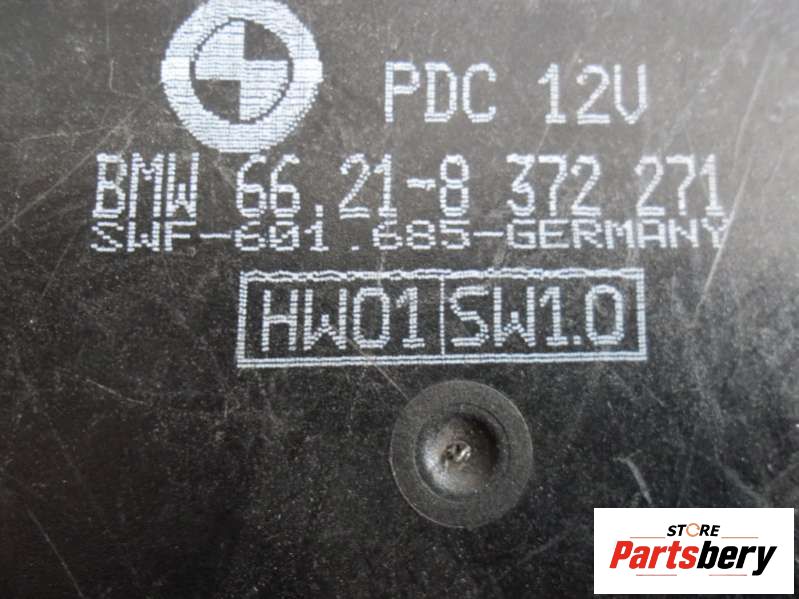 PDC 12V
BMW 66.21-8 372 271
SWF-601.685-GERMANY
HW01 SW1.0
STORE
Partsbery